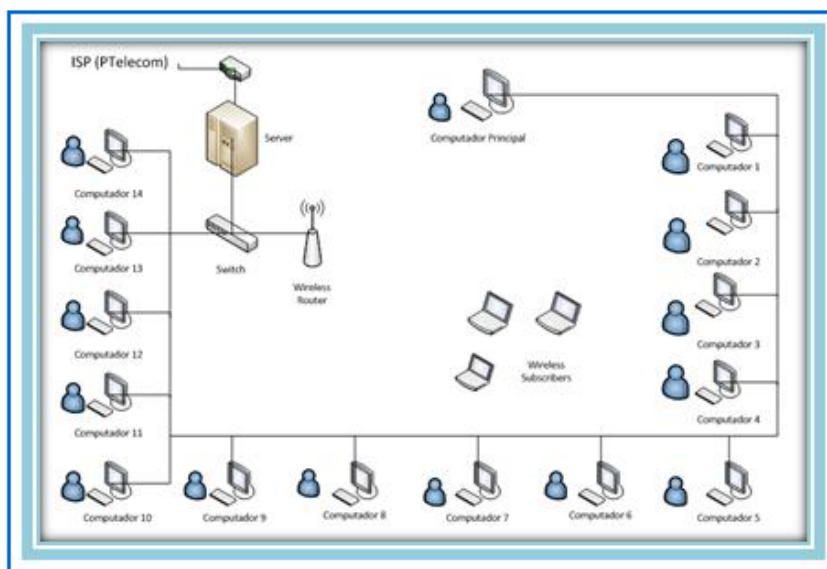 ISP (PTelecom)
Server
Computador Principal
Computador 1
Computador 14
Computador 2
Computador 13
Switch
Wireless
Router
Computador 3
Computador 12
Wireless
Subscribers
Computador 4
Computador 11
Computador 10
Computador 9
Computador 8
Computador 7
Computador 6
Computador 5